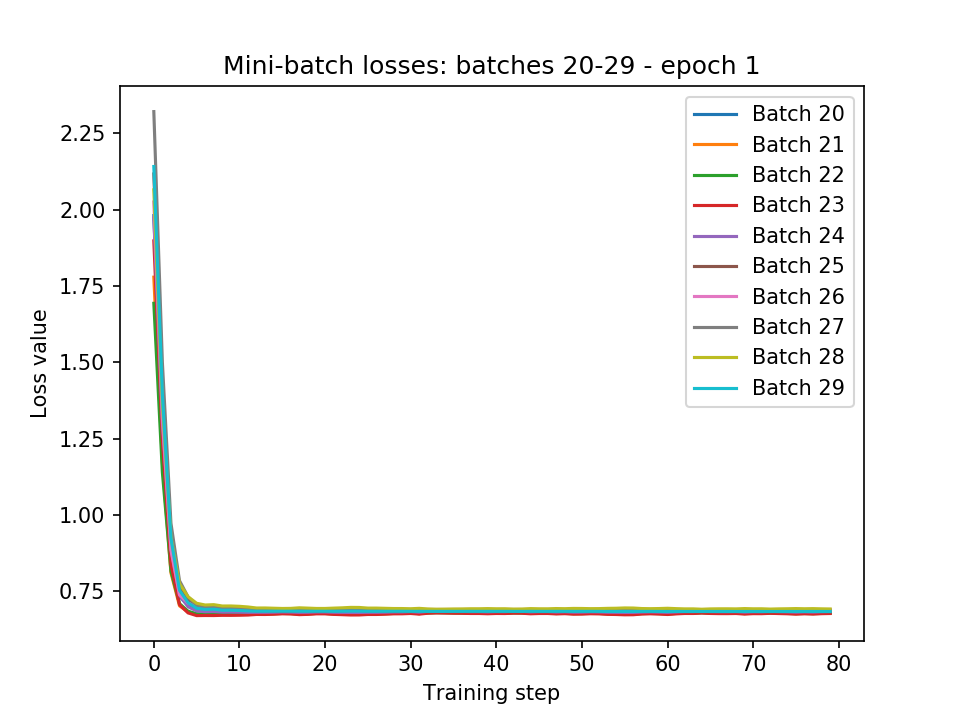 Mini-batch losses: batches 20-29 - epoch 1
Loss value
2.25
2.00
1.75
1.50
1.25
1.00
0.75
Batch 20
Batch 21
Batch 22
Batch 23
Batch 24
Batch 25
Batch 26
Batch 27
Batch 28
Batch 29
0 10 20 30 40 50 60 70 80
Training step